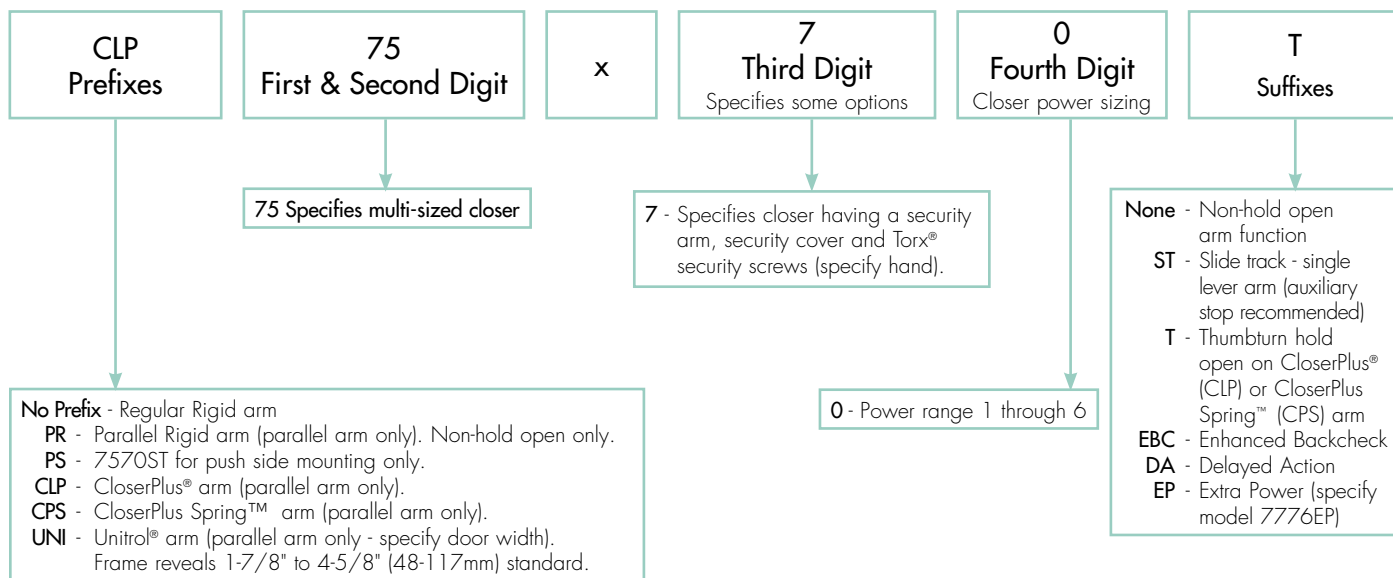 CLP
Prefixes
75
First & Second Digit
x
7
Third Digit
Specifies some options
0
Fourth Digit
Closer power sizing
T
Suffixes
75 Specifies multi-sized closer
7 - Specifies closer having a security
arm, security cover and Torx®
security screws (specify hand).
None - Non-hold open
arm function
ST - Slide track - single
lever arm (auxiliary
stop recommended)
T - Thumbturn hold
open on CloserPlus®
(CLP) or CloserPlus
Spring™ (CPS) arm
EBC - Enhanced Backcheck
DA - Delayed Action
EP - Extra Power (specify
model 7776EP)
0 - Power range 1 through 6
No Prefix - Regular Rigid arm
PR - Parallel Rigid arm (parallel arm only). Non-hold open only.
PS - 7570ST for push side mounting only.
CLP - CloserPlus® arm (parallel arm only).
CPS - CloserPlus Spring™ arm (parallel arm only).
UNI - Unitrol® arm (parallel arm only - specify door width).
Frame reveals 1-7/8" to 4-5/8" (48-117mm) standard.